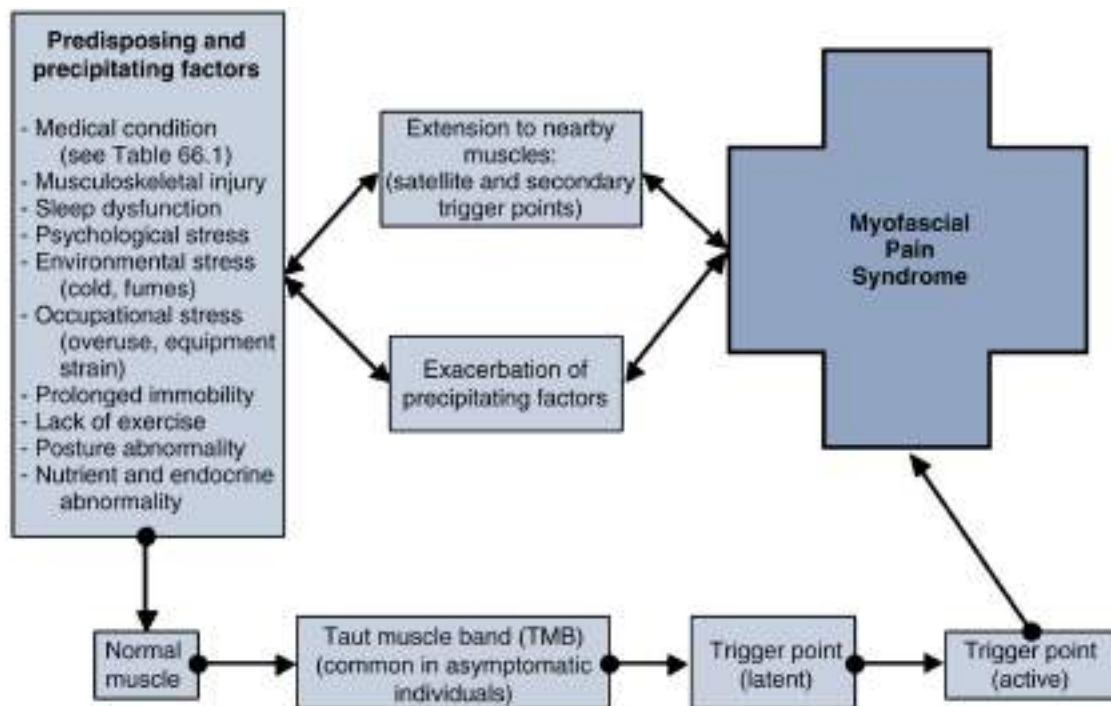 Predisposing and
precipitating factors
- Medical condition
(see Table 66.1)
- Musculoskeletal injury
- Sleep dysfunction
- Psychological stress
- Environmental stress
(cold, fumes)
- Occupational stress
(overuse, equipment
strain)
- Prolonged immobility
- Lack of exercise
- Posture abnormality
- Nutrient and endocrine
abnormality
Extension to nearby
muscles:
(satellite and secondary
trigger points)
Exacerbation of
precipitating factors
Myofascial
Pain
Syndrome
Normal
muscle
Taut muscle band (TMB)
(common in asymptomatic
individuals)
Trigger point
(latent)
Trigger point
(active)